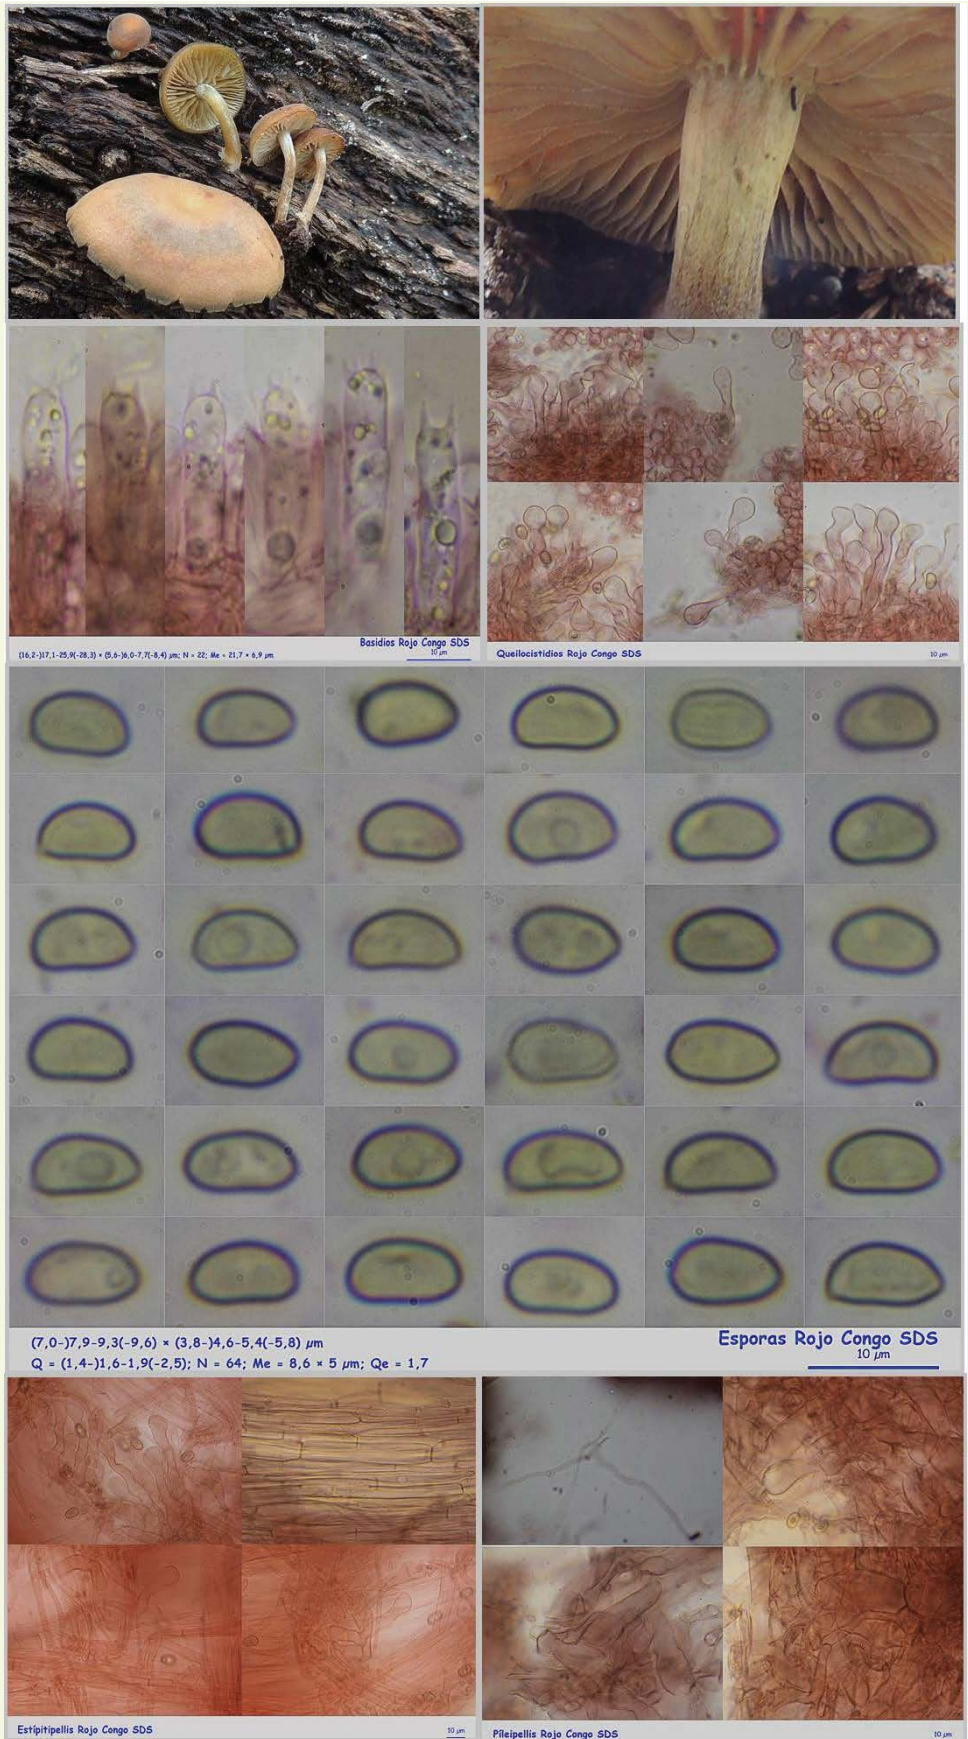 Basidios Rojo Congo SDS
10 µm
(16,2-)17,1-25,9(-28,3) × (5,6-)6,0-7,7(-8,4) µm; N = 22; Me = 21,7 × 6,9 µm
Queilocistidios Rojo Congo SDS
10 µm
(7,0-)7,9-9,3(-9,6) × (3,8-)4,6-5,4(-5,8) µm
Q = (1,4-)1,6-1,9(-2,5); N = 64; Me = 8,6 × 5 µm; Qe = 1,7
Esporas Rojo Congo SDS
10 µm
Estípitipellis Rojo Congo SDS
10 µm
Píleipellis Rojo Congo SDS
10 µm